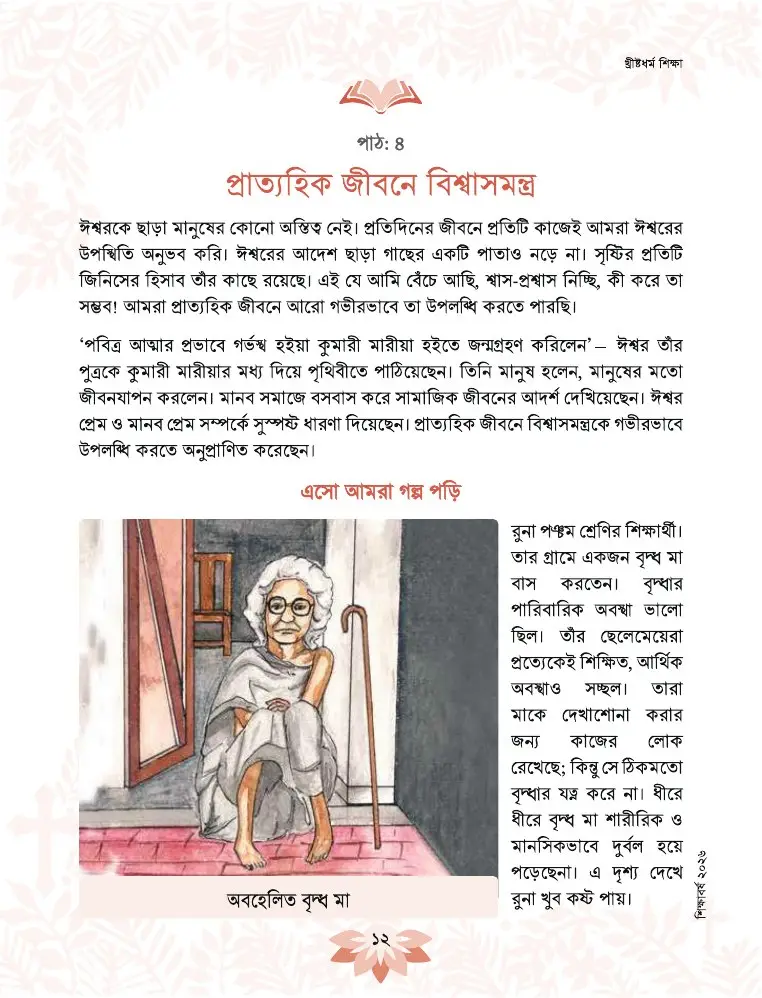 খ্রীষ্টধর্ম শিক্ষা
পাঠ: ৪
প্রাত্যহিক জীবনে বিশ্বাসমন্ত্র
ঈশ্বরকে ছাড়া মানুষের কোনো অস্তিত্ব নেই। প্রতিদিনের জীবনে প্রতিটি কাজেই আমরা ঈশ্বরের
উপস্থিতি অনুভব করি। ঈশ্বরের আদেশ ছাড়া গাছের একটি পাতাও নড়ে না। সৃষ্টির প্রতিটি
জিনিসের হিসাব তাঁর কাছে রয়েছে। এই যে আমি বেঁচে আছি, শ্বাস-প্রশ্বাস নিচ্ছি, কী করে তা
সম্ভব! আমরা প্রাত্যহিক জীবনে আরো গভীরভাবে তা উপলব্ধি করতে পারছি।
‘পবিত্র আত্মার প্রভাবে গর্ভস্থ হইয়া কুমারী মারীয়া হইতে জন্মগ্রহণ করিলেন’ – ঈশ্বর তাঁর
পুত্রকে কুমারী মারীয়ার মধ্য দিয়ে পৃথিবীতে পাঠিয়েছেন। তিনি মানুষ হলেন, মানুষের মতো
জীবনযাপন করলেন। মানব সমাজে বসবাস করে সামাজিক জীবনের আদর্শ দেখিয়েছেন। ঈশ্বর
প্রেম ও মানব প্রেম সম্পর্কে সুস্পষ্ট ধারণা দিয়েছেন। প্রাত্যহিক জীবনে বিশ্বাসমন্ত্রকে গভীরভাবে
উপলব্ধি করতে অনুপ্রাণিত করেছেন।
এসো আমরা গল্প পড়ি
রুনা পঞ্চম শ্রেণির শিক্ষার্থী।
তার গ্রামে একজন বৃদ্ধ মা
বাস করতেন। বৃদ্ধার
পারিবারিক অবস্থা ভালো
ছিল। তাঁর ছেলেমেয়েরা
প্রত্যেকেই শিক্ষিত, আর্থিক
অবস্থাও সচ্ছল। তারা
মাকে দেখাশোনা করার
জন্য কাজের লোক
রেখেছে; কিন্তু সে ঠিকমতো
বৃদ্ধার যত্ন করে না। ধীরে
ধীরে বৃদ্ধ মা শারীরিক ও
মানসিকভাবে দুর্বল হয়ে
পড়েছেনা। এ দৃশ্য দেখে
রুনা খুব কষ্ট পায়।
অবহেলিত বৃদ্ধ মা
শিক্ষাবর্ষ ২০২৬
১২